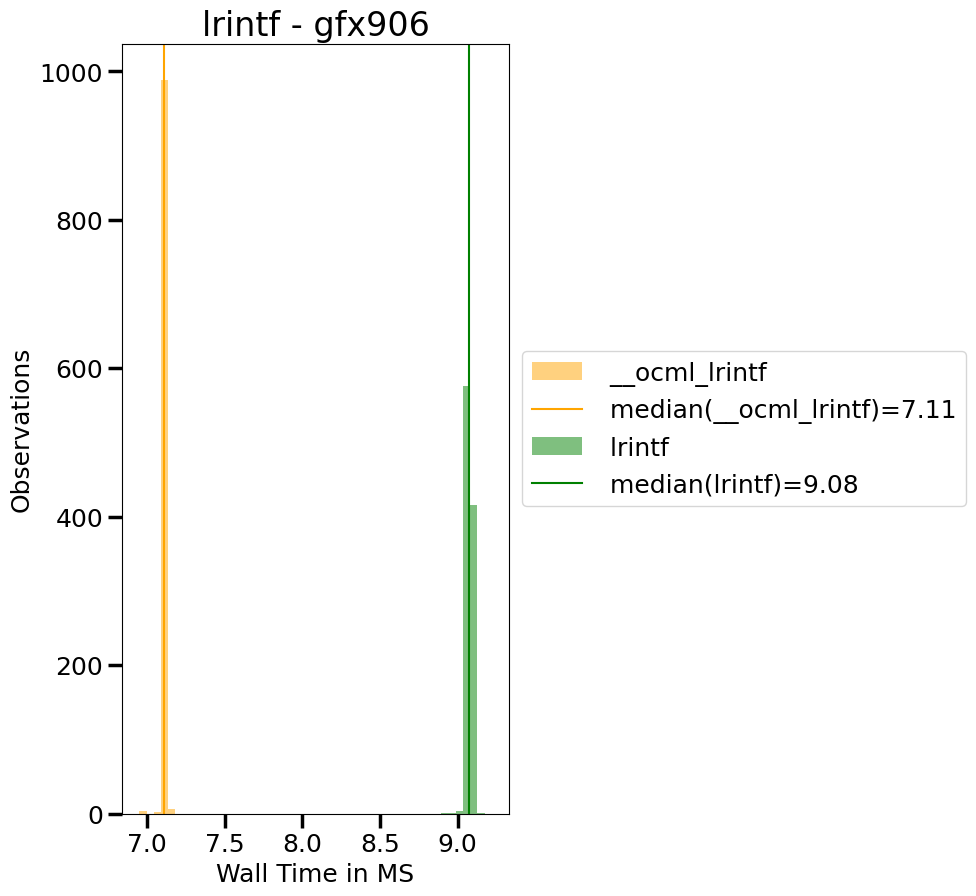 lrintf - gfx906
1000
800
600
400
200
0
Observations
7.0 7.5 8.0 8.5 9.0
Wall Time in MS
__ocml_lrintf
median(__ocml_lrintf)=7.11
lrintf
median(lrintf)=9.08